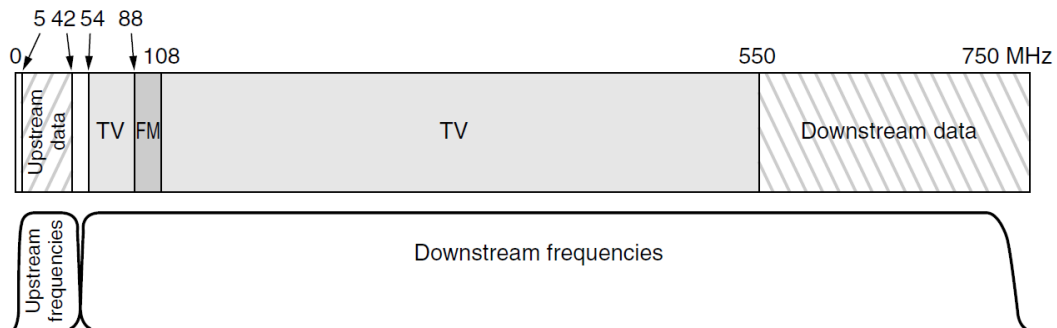 5 42 54 88
0 108 550 750 MHz
Upstream
data
TV FM TV Downstream data
Upstream
frequencies
Downstream frequencies